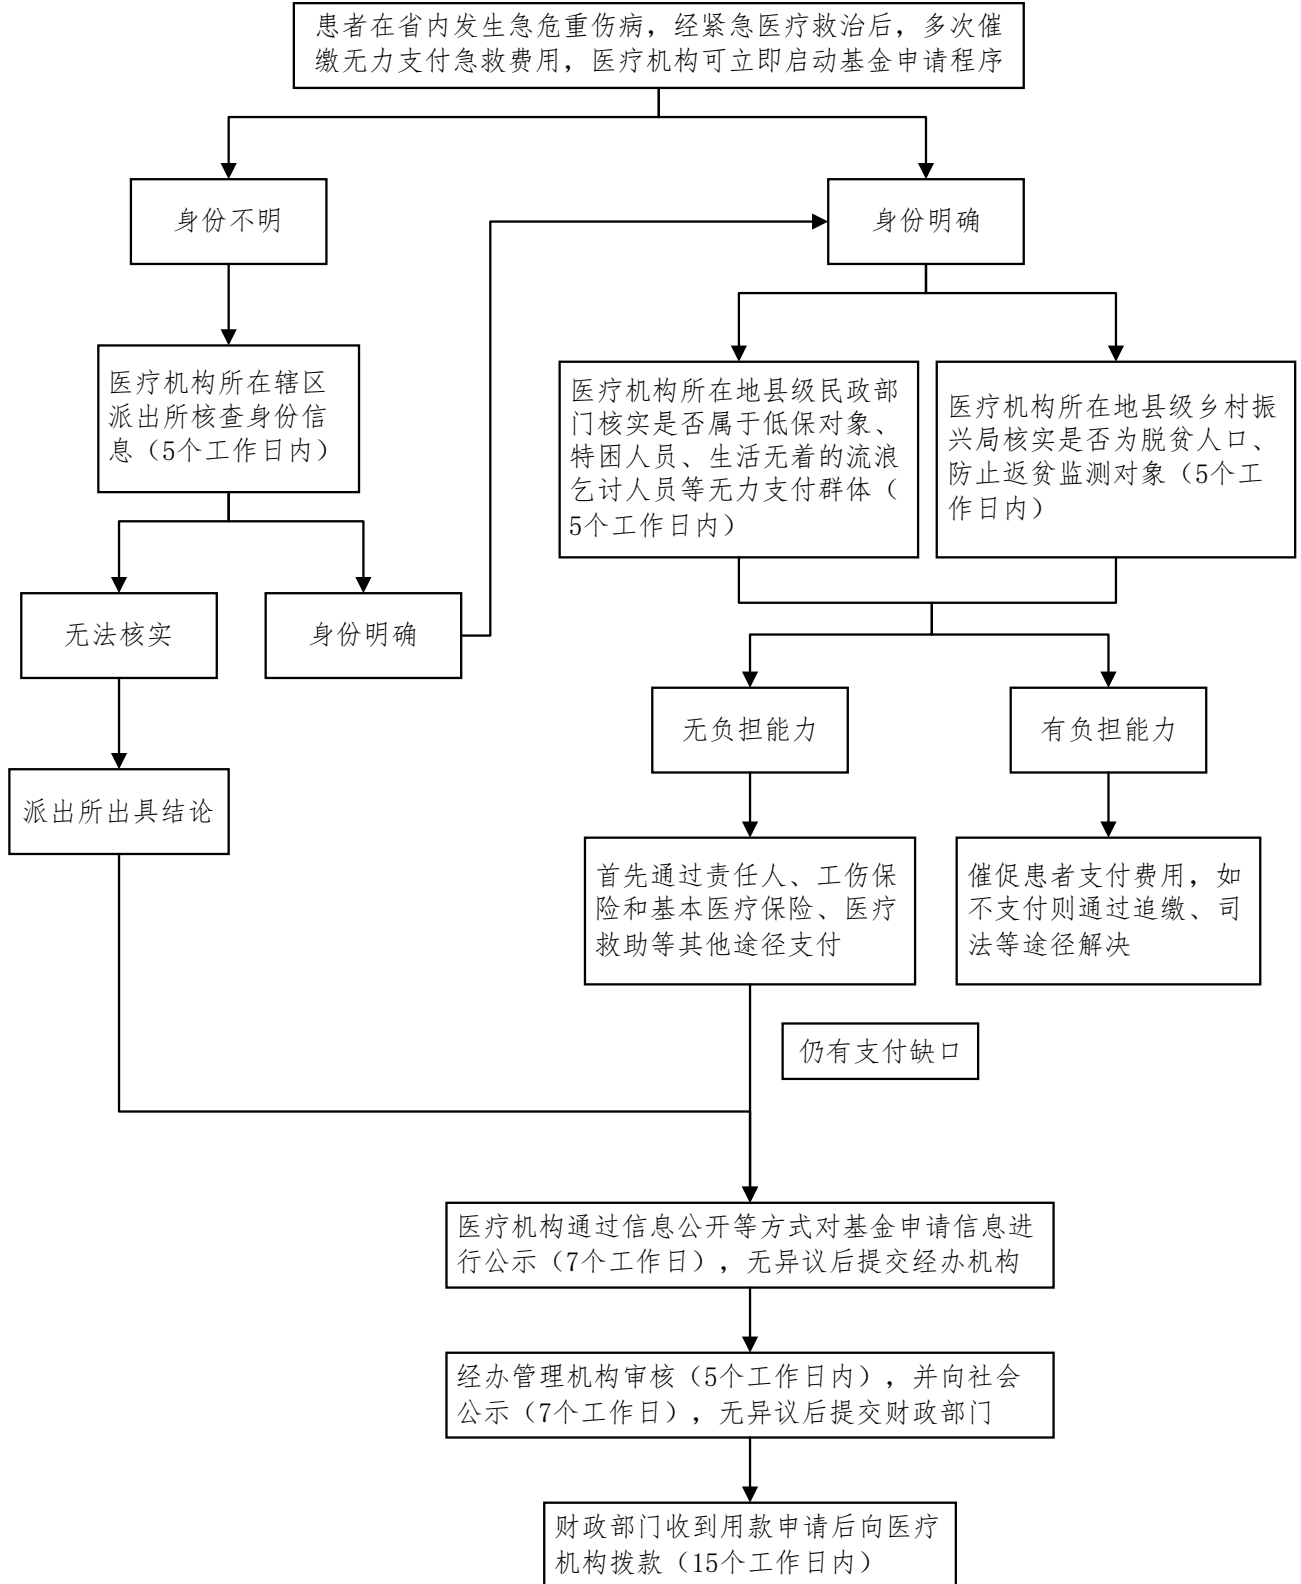 患者在省内发生急危重伤病，经紧急医疗救治后，多次催
缴无力支付急救费用，医疗机构可立即启动基金申请程序
身份不明
身份明确
医疗机构所在辖区
派出所核查身份信
息（5个工作日内）
医疗机构所在地县级民政部
门核实是否属于低保对象、
特困人员、生活无着的流浪
乞讨人员等无力支付群体（
5个工作日内）
医疗机构所在地县级乡村振
兴局核实是否为脱贫人口、
防止返贫监测对象（5个工
作日内）
无法核实
身份明确
无负担能力
有负担能力
派出所出具结论
首先通过责任人、工伤保
险和基本医疗保险、医疗
救助等其他途径支付
催促患者支付费用，如
不支付则通过追缴、司
法等途径解决
仍有支付缺口
医疗机构通过信息公开等方式对基金申请信息进
行公示（7个工作日），无异议后提交经办机构
经办管理机构审核（5个工作日内），并向社会
公示（7个工作日），无异议后提交财政部门
财政部门收到用款申请后向医疗
机构拨款（15个工作日内）